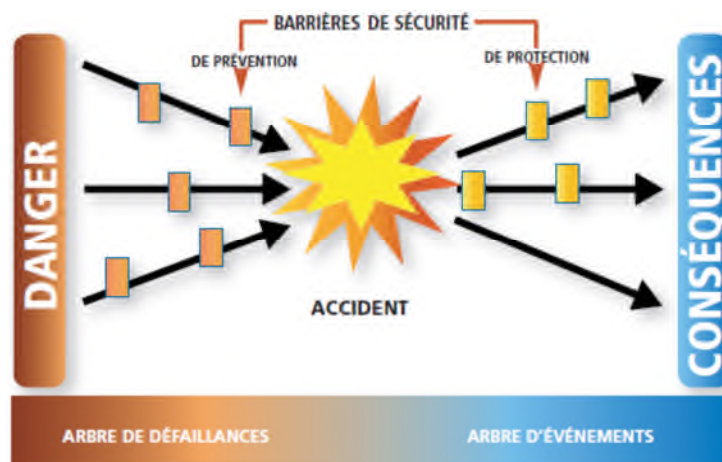 BARRIÈRES DE SÉCURITÉ
DE PRÉVENTION
DE PROTECTION
DANGER
CONSÉQUENCES
ACCIDENT
ARBRE DE DÉFAILLANCES
ARBRE D'ÉVÉNEMENTS